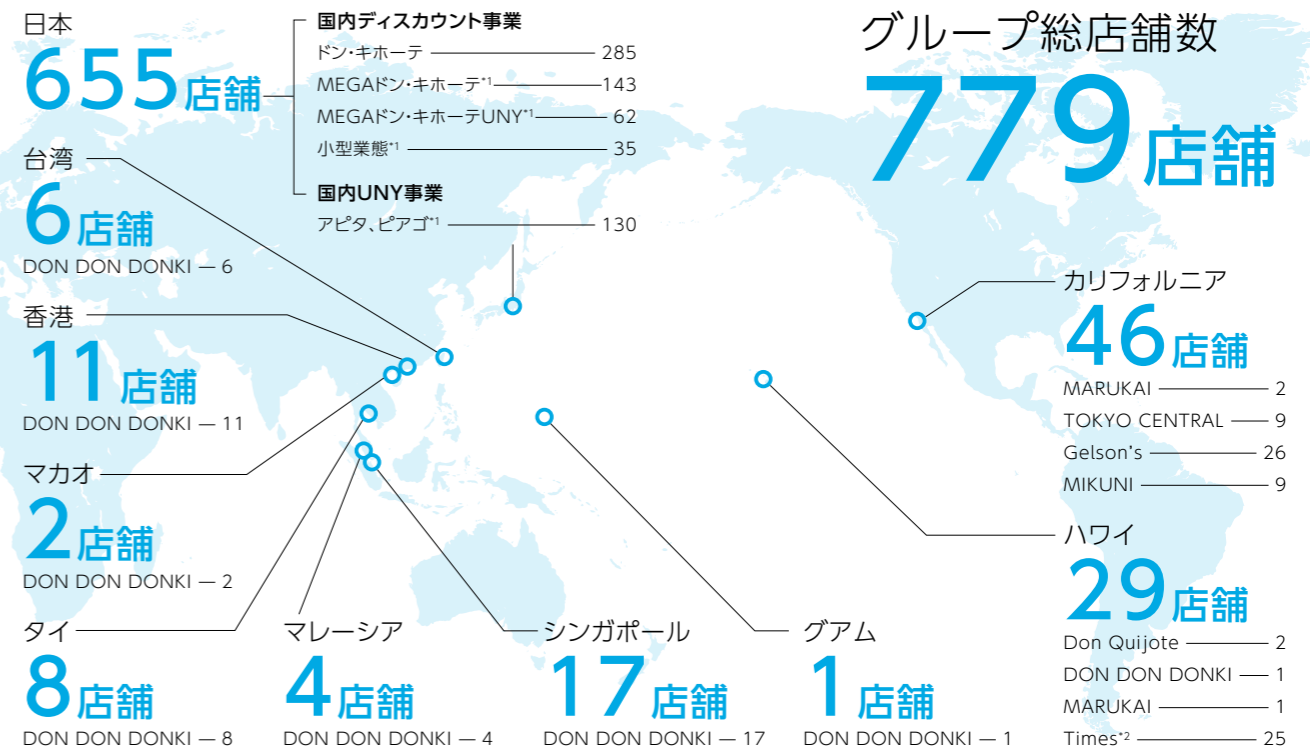 グループ総店舗数
779店舗
日本
655店舗
国内ディスカウント事業
ドン・キホーテ 285
MEGAドン・キホーテ*1 143
MEGAドン・キホーテUNY*1 62
小型業態*1 35
国内UNY事業
アピタ、ピアゴ*1 130
台湾
6店舗
DON DON DONKI — 6
香港
11店舗
DON DON DONKI — 11
マカオ
2店舗
DON DON DONKI — 2
タイ
8店舗
DON DON DONKI — 8
マレーシア
4店舗
DON DON DONKI — 4
シンガポール
17店舗
DON DON DONKI — 17
グアム
1店舗
DON DON DONKI — 1
カリフォルニア
46店舗
MARUKAI 2
TOKYO CENTRAL 9
Gelson's 26
MIKUNI 9
ハワイ
29店舗
Don Quijote 2
DON DON DONKI 1
MARUKAI 1
Times*2 25